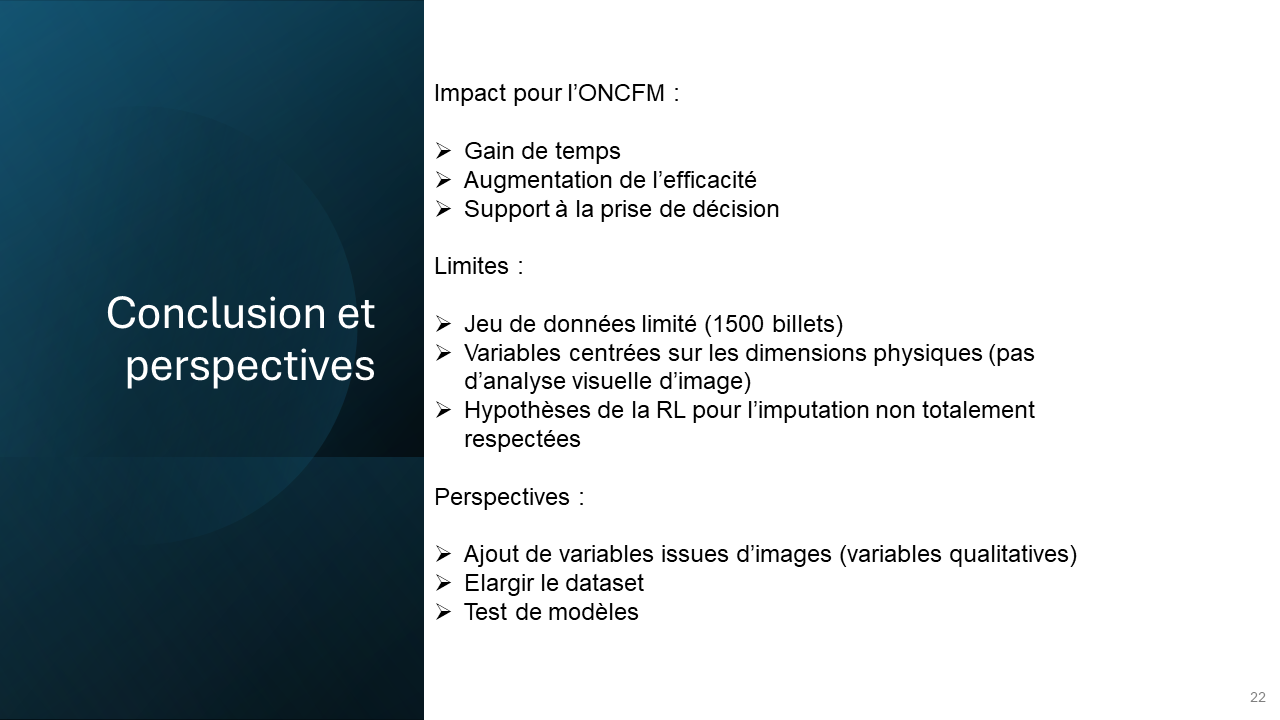 Conclusion et
perspectives
Impact pour l’ONCFM :
➢ Gain de temps
➢ Augmentation de l’efficacité
➢ Support à la prise de décision
Limites :
➢ Jeu de données limité (1500 billets)
➢ Variables centrées sur les dimensions physiques (pas
d’analyse visuelle d’image)
➢ Hypothèses de la RL pour l’imputation non totalement
respectées
Perspectives :
➢ Ajout de variables issues d’images (variables qualitatives)
➢ Elargir le dataset
➢ Test de modèles
22